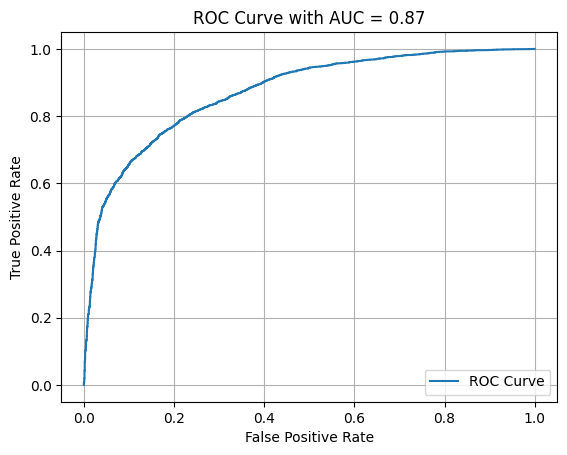 ROC Curve with AUC = 0.87
True Positive Rate
1.0
0.8
0.6
0.4
0.2
0.0
ROC Curve
0.0 0.2 0.4 0.6 0.8 1.0
False Positive Rate